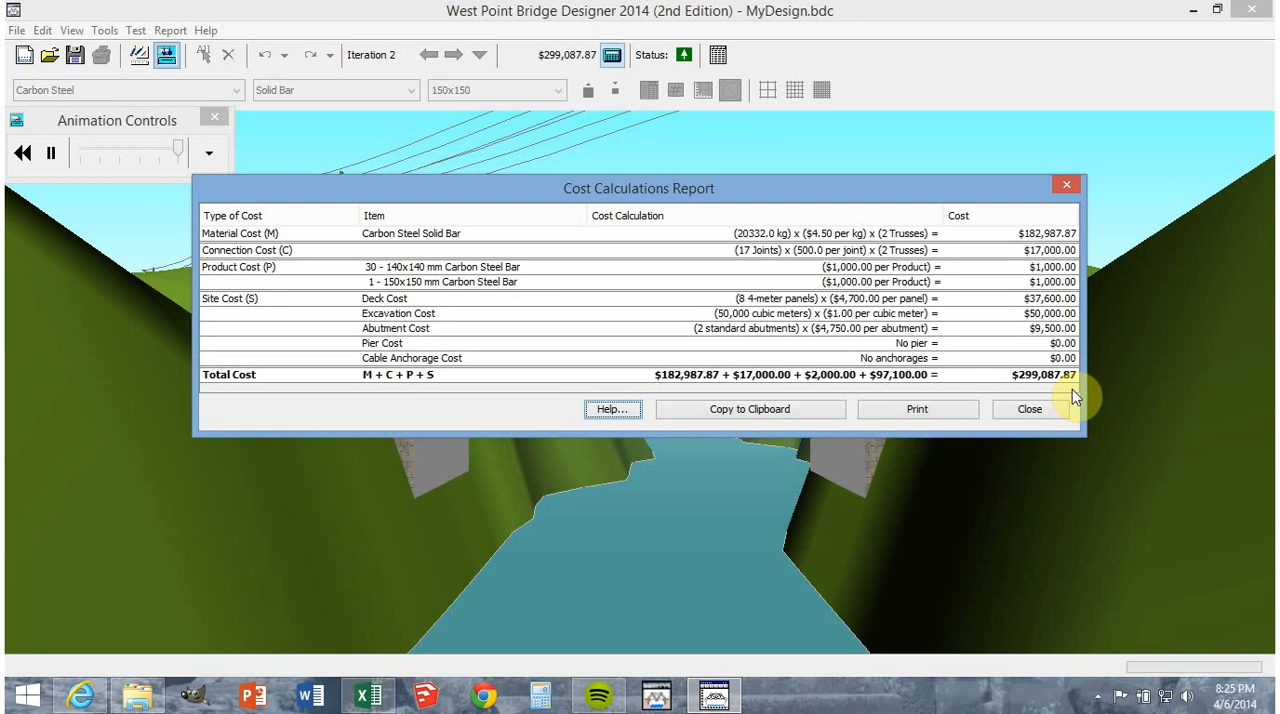 West Point Bridge Designer 2014 (2nd Edition) - MyDesign.bdc
File Edit View Tools Test Report Help
Iteration 2 $299,087.87 Status:
Carbon Steel Solid Bar 150x150
Animation Controls
Cost Calculations Report
Type of Cost Item Cost Calculation Cost
Material Cost (M) Carbon Steel Solid Bar (20332.0 kg) x ($4.50 per kg) x (2 Trusses) = $182,987.87
Connection Cost (C) (17 Joints) x (500.0 per joint) x (2 Trusses) = $17,000.00
Product Cost (P) 30 - 140x140 mm Carbon Steel Bar ($1,000.00 per Product) = $1,000.00
1 - 150x150 mm Carbon Steel Bar ($1,000.00 per Product) = $1,000.00
Site Cost (S) Deck Cost (8 4-meter panels) x ($4,700.00 per panel) = $37,600.00
Excavation Cost (50,000 cubic meters) x ($1.00 per cubic meter) = $50,000.00
Abutment Cost (2 standard abutments) x ($4,750.00 per abutment) = $9,500.00
Pier Cost No pier = $0.00
Cable Anchorage Cost No anchorages = $0.00
Total Cost M + C + P + S $182,987.87 + $17,000.00 + $2,000.00 + $97,100.00 = $299,087.87
Help... Copy to Clipboard Print Close
8:25 PM
4/6/2014